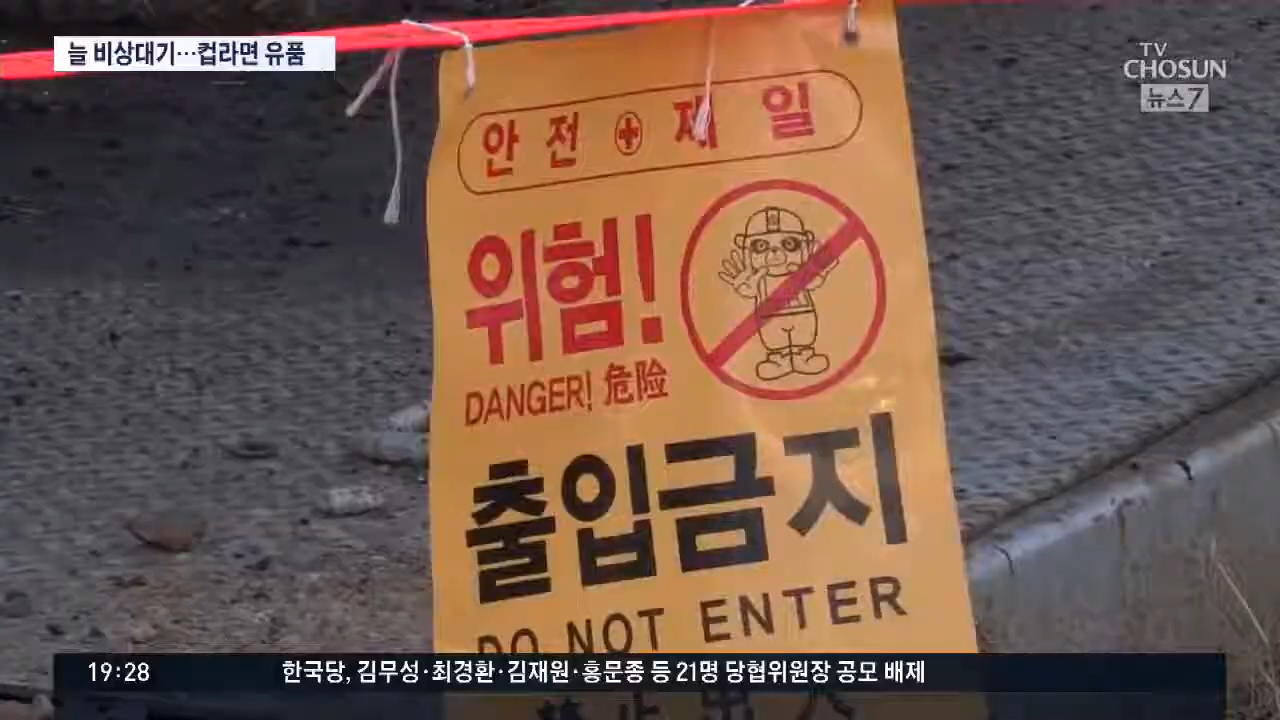 늘 비상대기…컵라면 유품
TV
CHOSUN
뉴스7
안전 제일
위험!
DANGER! 危险
출입금지
DO NOT ENTER
19:28 한국당, 김무성·최경환·김재원·홍문종 등 21명 당협위원장 공모 배제